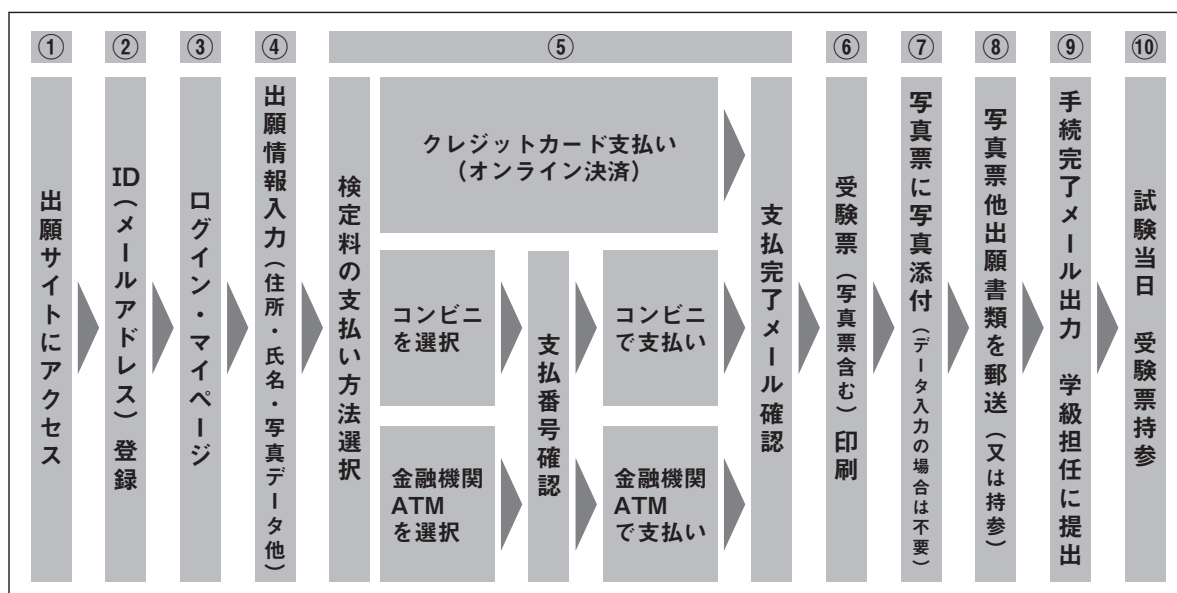 ①
出願サイトにアクセス
②
ID（メールアドレス）登録
③
ログイン・マイページ
④
出願情報入力（住所・氏名・写真データ他）
⑤
検定料の支払い方法選択
クレジットカード支払い
（オンライン決済）
コンビニ
を選択
金融機関
ATM
を選択
支払番号確認
コンビニ
で支払い
金融機関
ATM
で支払い
支払完了メール確認
⑥
受験票（写真票含む）印刷
⑦
写真票に写真添付（データ入力の場合は不要）
⑧
写真票他出願書類を郵送（又は持参）
⑨
手続完了メール出力　学級担任に提出
⑩
試験当日　受験票持参